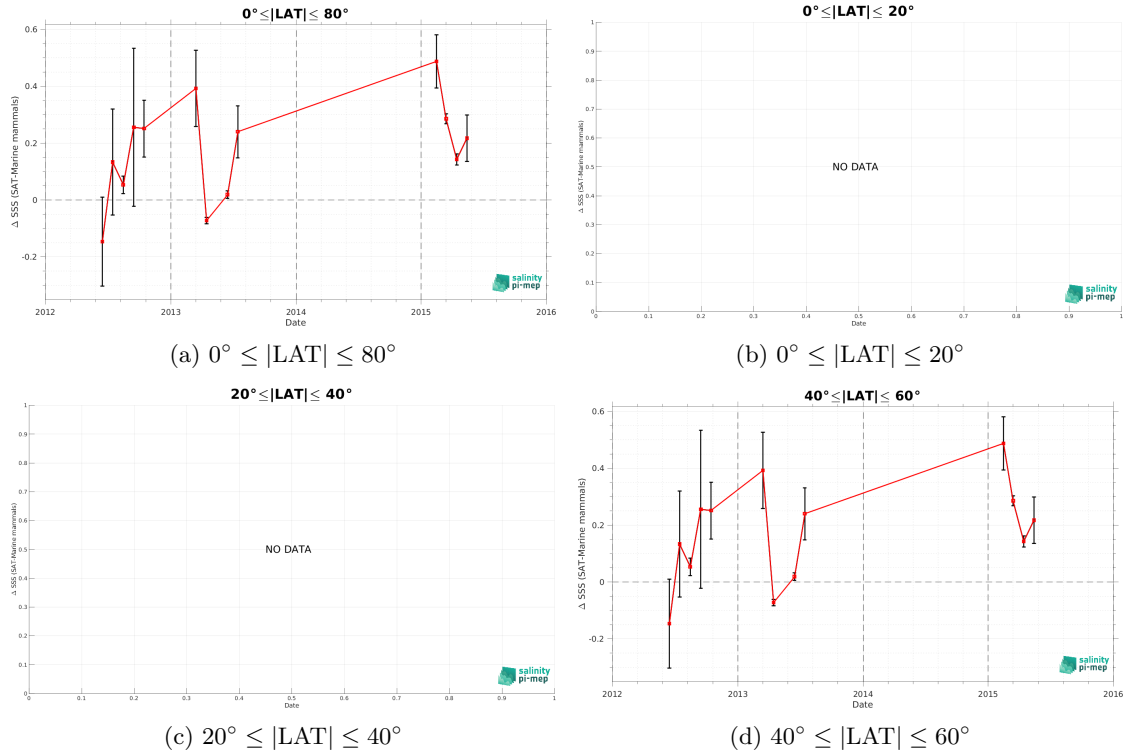 0°≤|LAT|≤ 80°
0.6
0.4
0.2
0
-0.2
Δ SSS (SAT-Marine mammals)
2012 2013 2014 2015 2016
Date
salinity
pi-mep
(a) 0° ≤ |LAT| ≤ 80°
0°≤|LAT|≤ 20°
1
0.9
0.8
0.7
0.6
0.5
0.4
0.3
0.2
0.1
0
Δ SSS (SAT-Marine mammals)
NO DATA
0 0.1 0.2 0.3 0.4 0.5 0.6 0.7 0.8 0.9 1
Date
salinity
pi-mep
(b) 0° ≤ |LAT| ≤ 20°
20°≤|LAT|≤ 40°
1
0.9
0.8
0.7
0.6
0.5
0.4
0.3
0.2
0.1
0
Δ SSS (SAT-Marine mammals)
NO DATA
0 0.1 0.2 0.3 0.4 0.5 0.6 0.7 0.8 0.9 1
Date
salinity
pi-mep
(c) 20° ≤ |LAT| ≤ 40°
40°≤|LAT|≤ 60°
0.6
0.4
0.2
0
-0.2
Δ SSS (SAT-Marine mammals)
2012 2013 2014 2015 2016
Date
salinity
pi-mep
(d) 40° ≤ |LAT| ≤ 60°